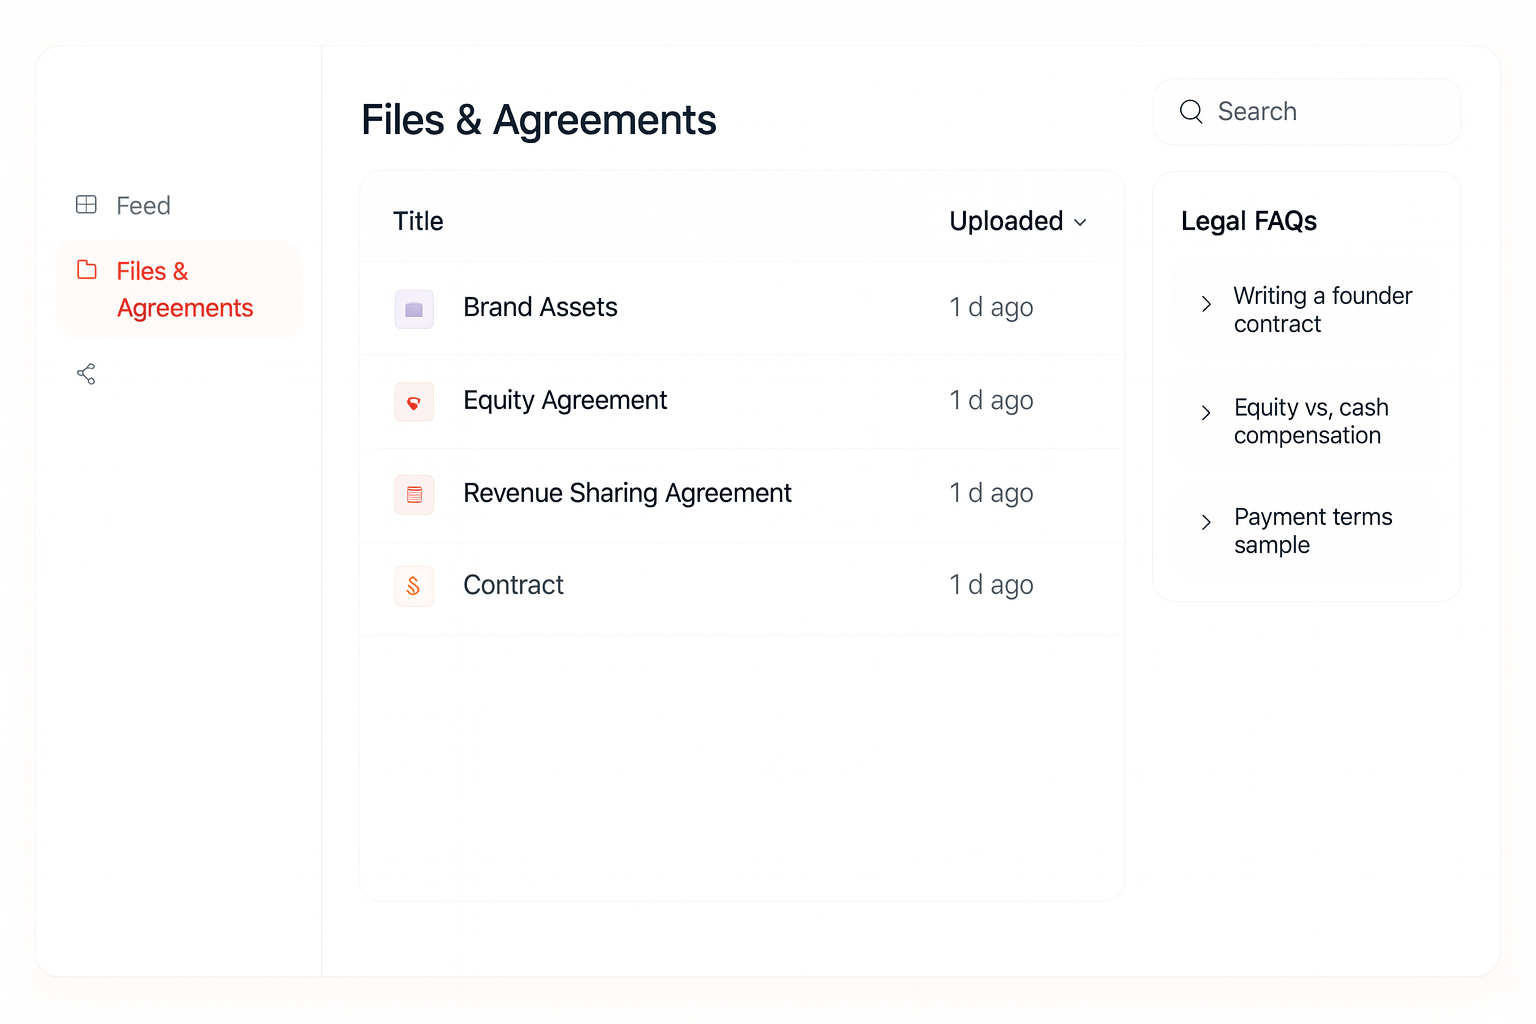 Files & Agreements
Search
Feed
Files &
Agreements
Title Uploaded
Brand Assets 1 d ago
Equity Agreement 1 d ago
Revenue Sharing Agreement 1 d ago
Contract 1 d ago
Legal FAQs
Writing a founder
contract
Equity vs, cash
compensation
Payment terms
sample